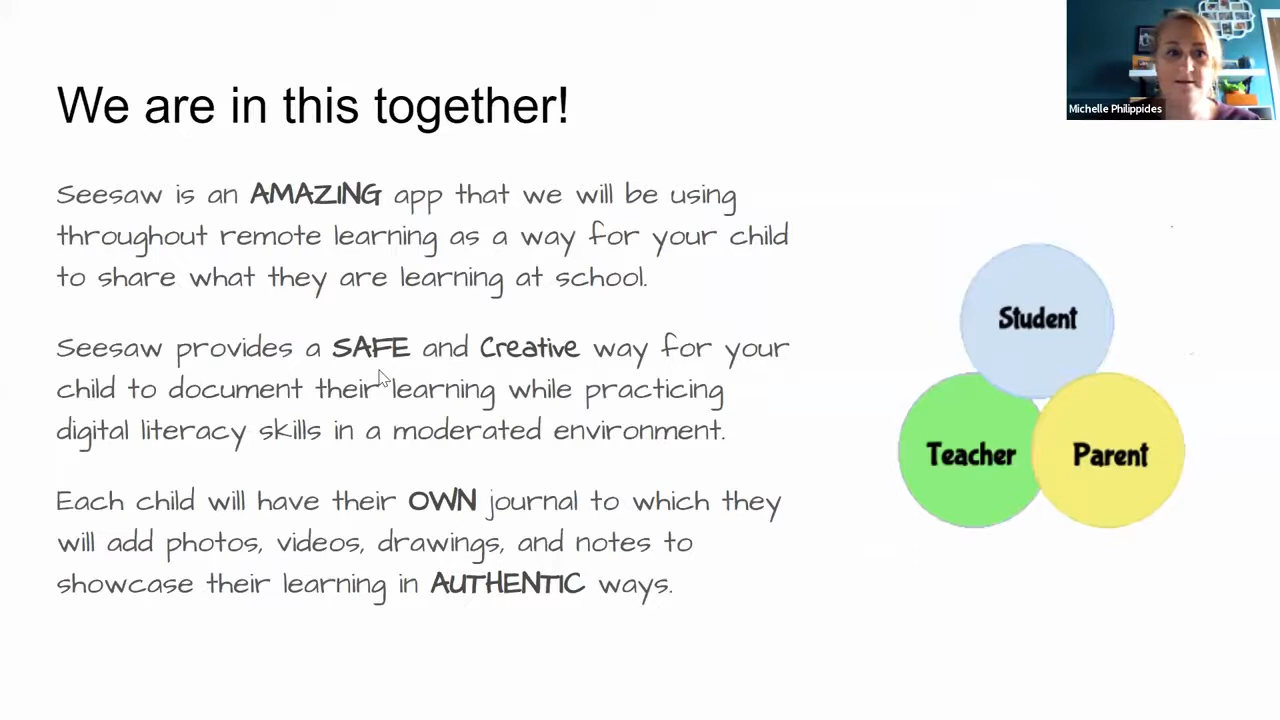 Michelle Philippides
We are in this together!
Seesaw is an AMAZING app that we will be using
throughout remote learning as a way for your child
to share what they are learning at school.
Seesaw provides a SAFE and Creative way for your
child to document their learning while practicing
digital literacy skills in a moderated environment.
Each child will have their OWN journal to which they
will add photos, videos, drawings, and notes to
showcase their learning in AUTHENTIC ways.
Student
Teacher
Parent